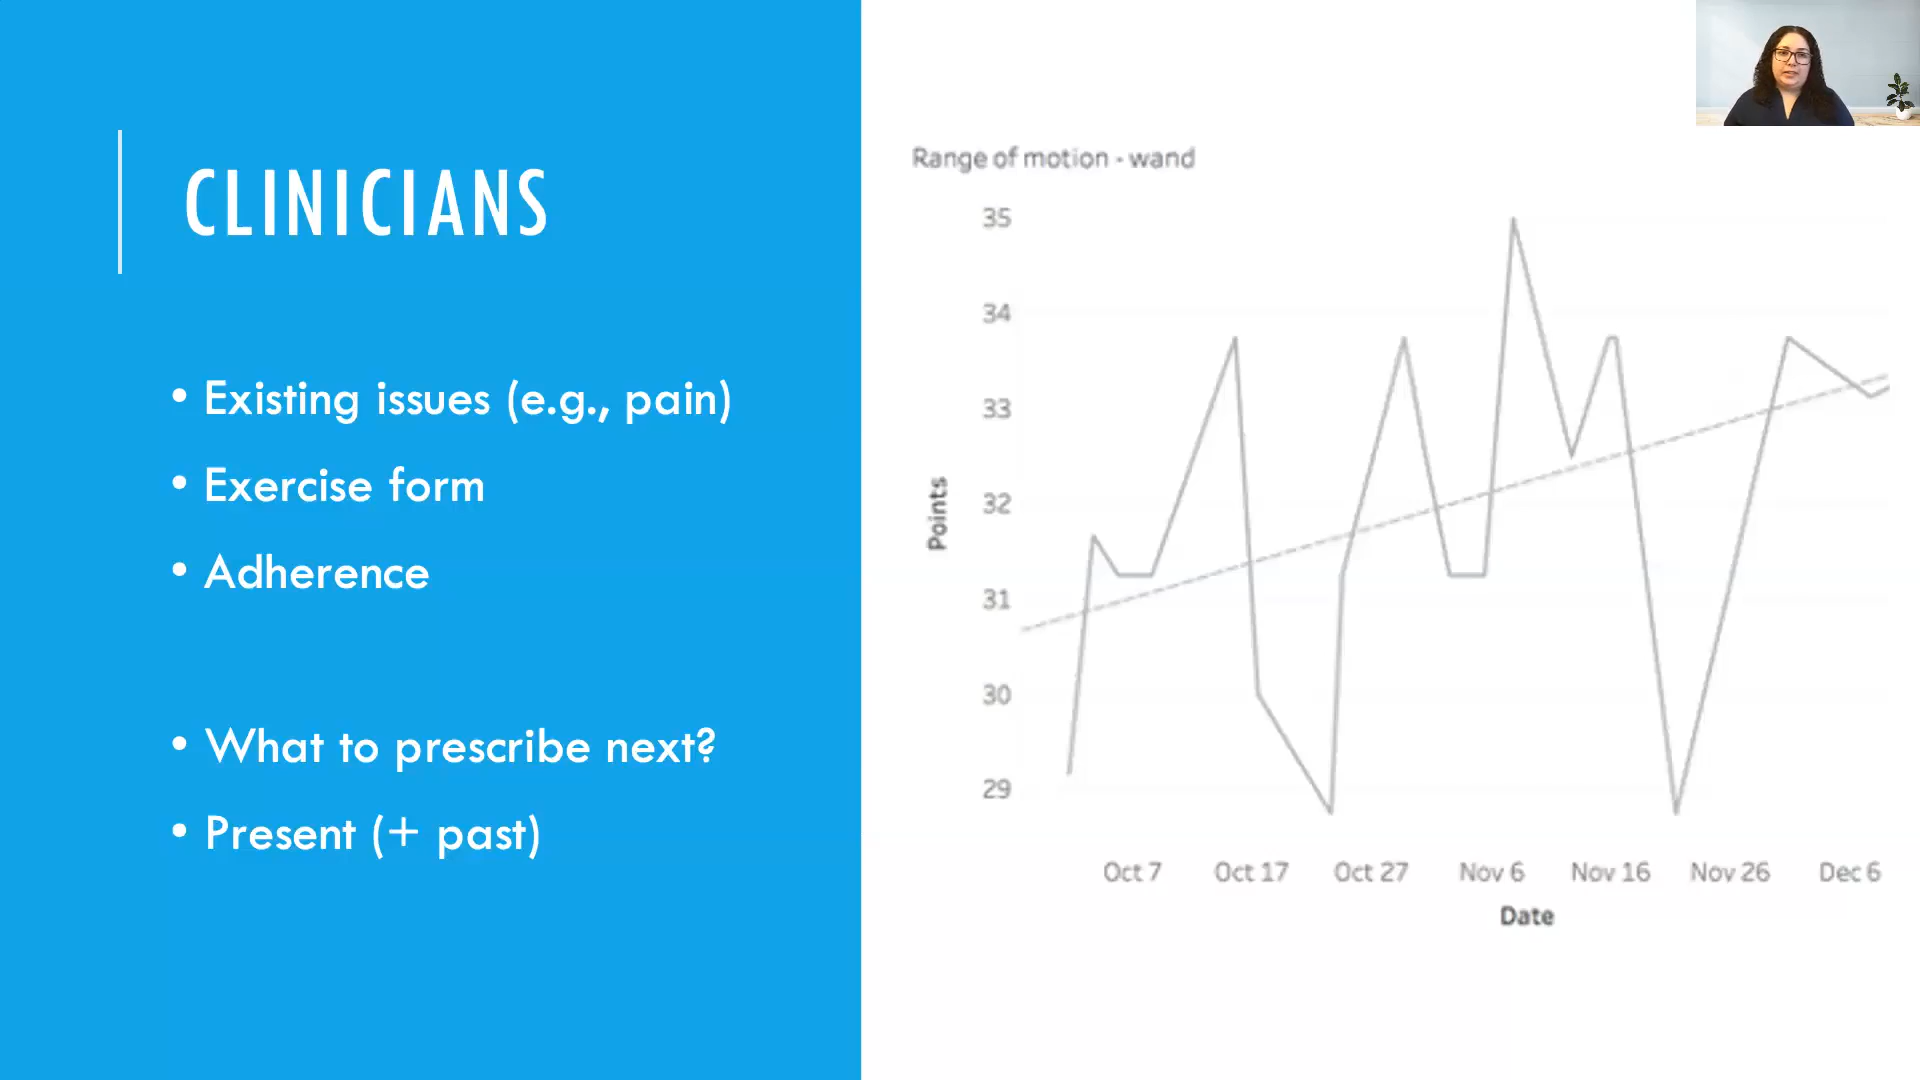 CLINICIANS
• Existing issues (e.g., pain)
• Exercise form
• Adherence
• What to prescribe next?
• Present (+ past)
Range of motion - wand
35
34
33
32
31
30
29
Points
Oct 7 Oct 17 Oct 27 Nov 6 Nov 16 Nov 26 Dec 6
Date